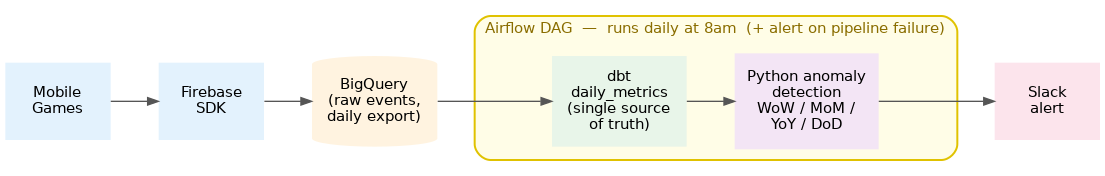 Airflow DAG — runs daily at 8am (+ alert on pipeline failure)
Mobile
Games
Firebase
SDK
BigQuery
(raw events,
daily export)
dbt
daily_metrics
(single source
of truth)
Python anomaly
detection
WoW / MoM /
YoY / DoD
Slack
alert